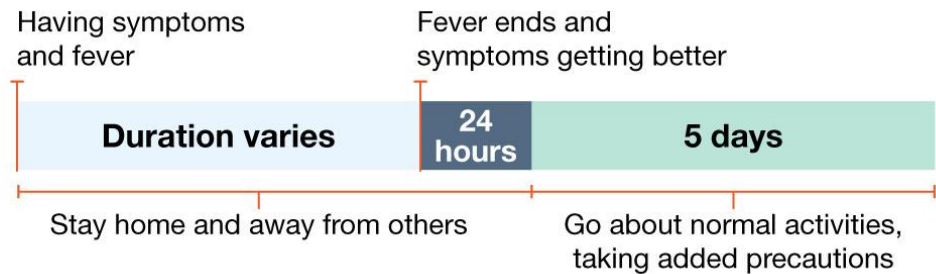 Having symptoms
and fever
Fever ends and
symptoms getting better
Duration varies
24
hours
5 days
Stay home and away from others
Go about normal activities,
taking added precautions